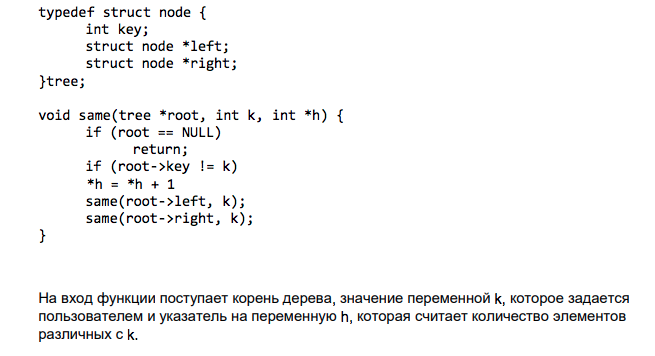 typedef struct node {
int key;
struct node *left;
struct node *right;
}tree;
void same(tree *root, int k, int *h) {
if (root == NULL)
return;
if (root->key != k)
*h = *h + 1
same(root->left, k);
same(root->right, k);
}
На вход функции поступает корень дерева, значение переменной k, которое задается
пользователем и указатель на переменную h, которая считает количество элементов
различных с k.